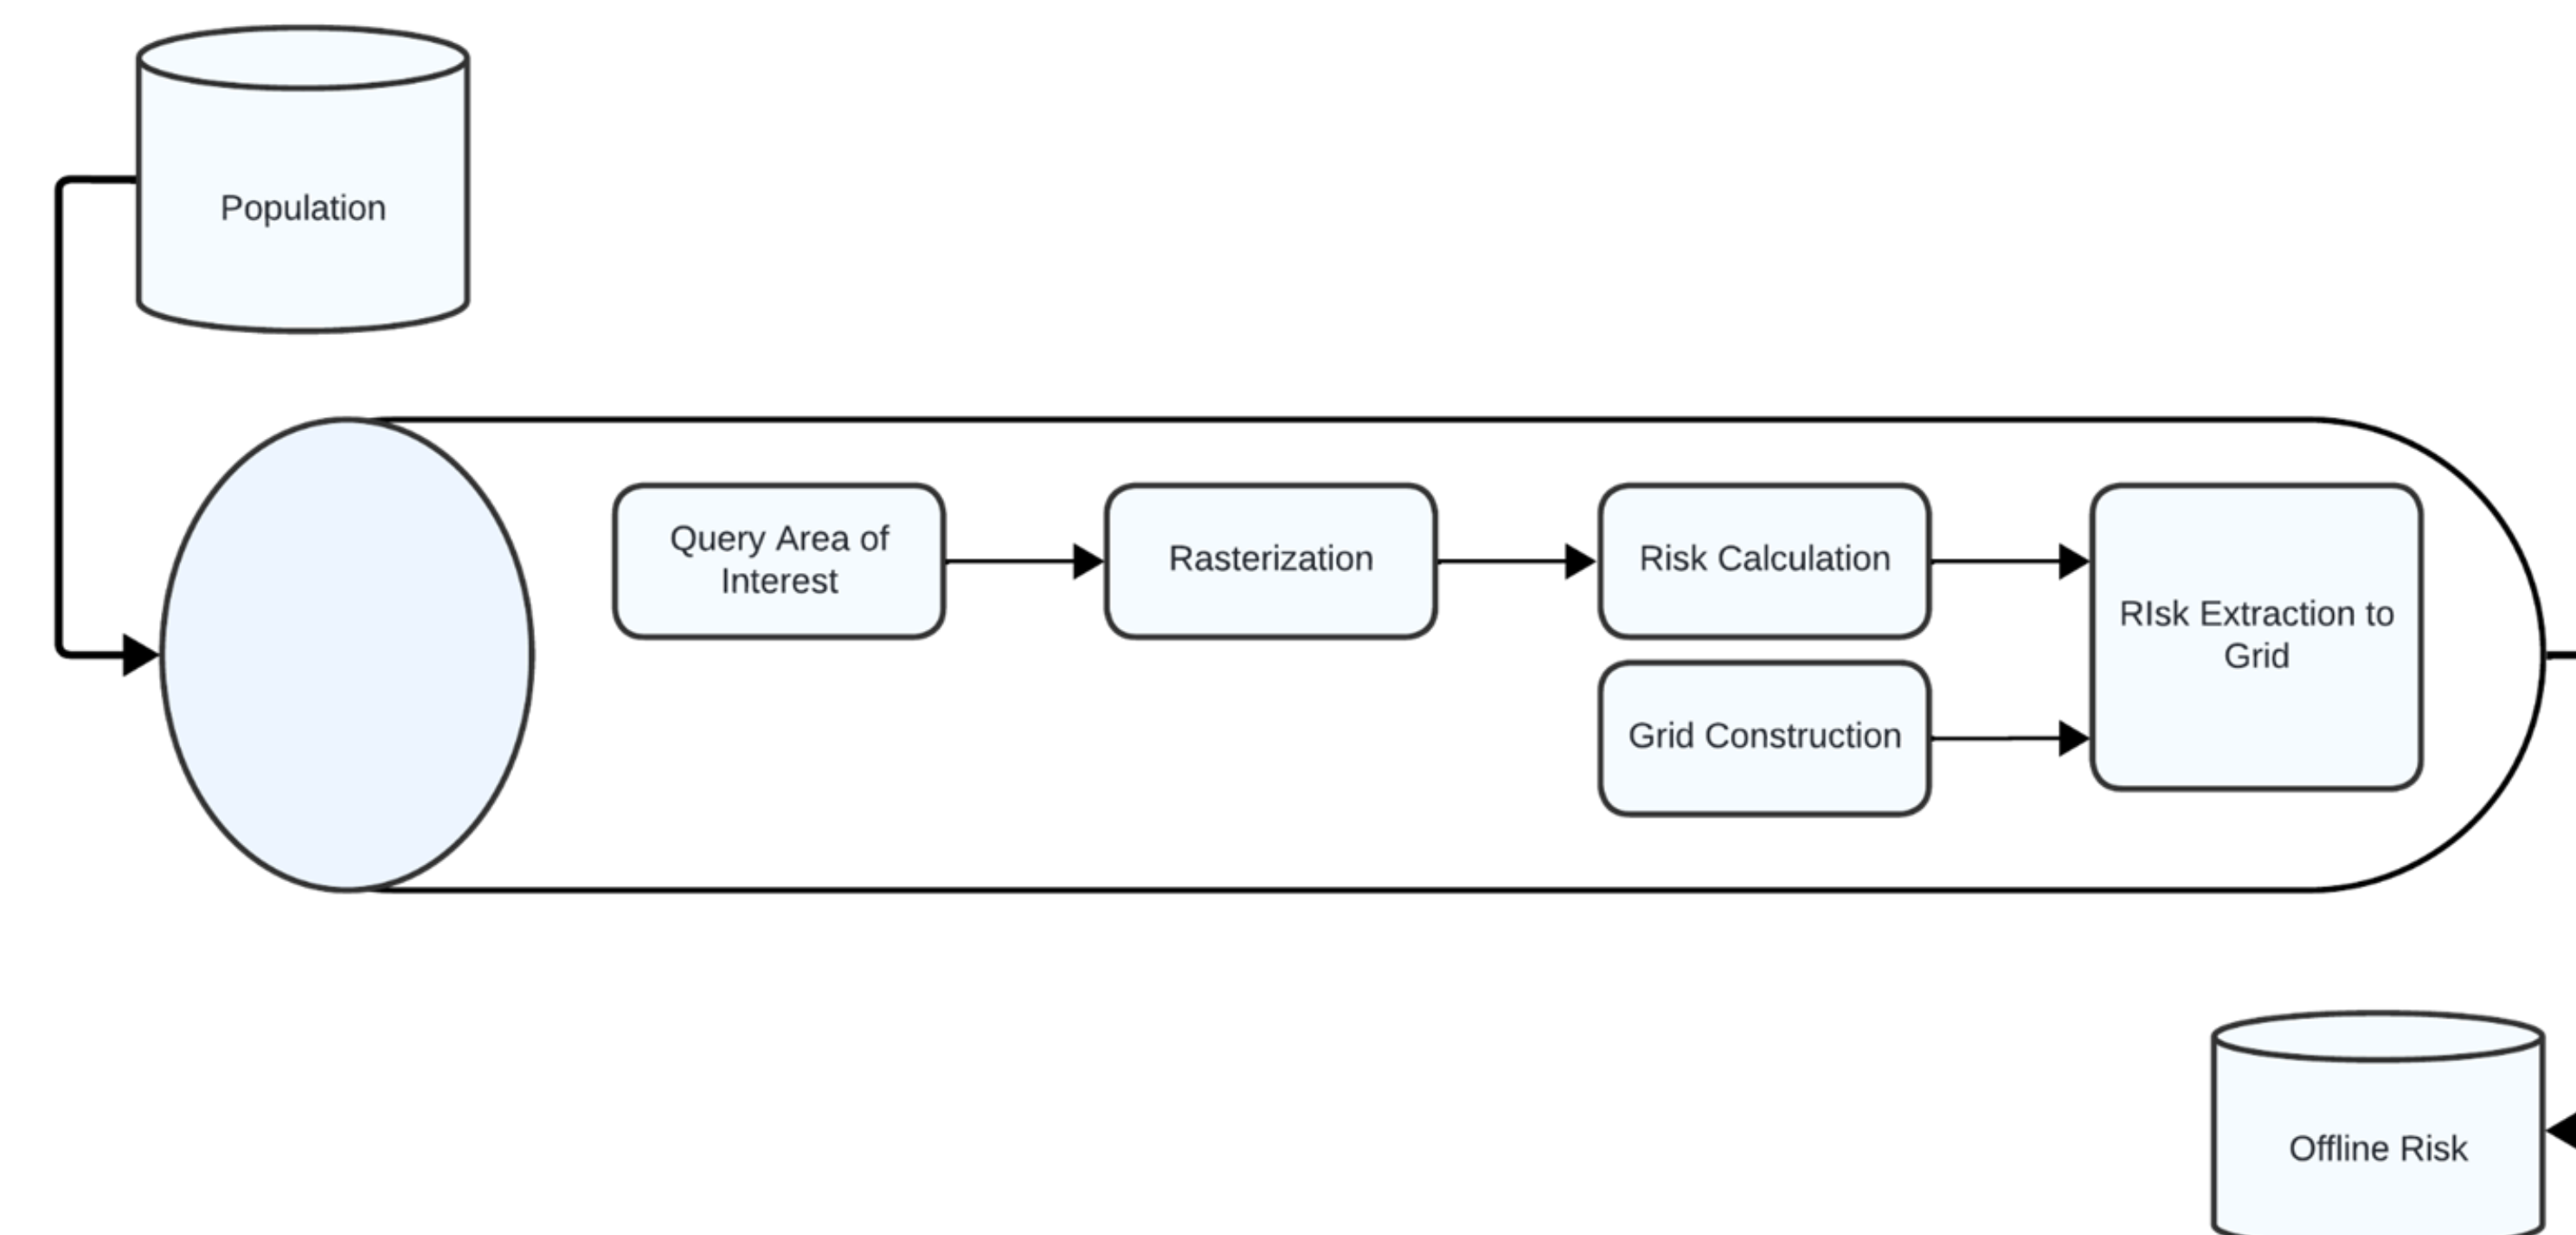 Population
Query Area of
Interest
Rasterization
Risk Calculation
RIsk Extraction to
Grid
Grid Construction
Offline Risk